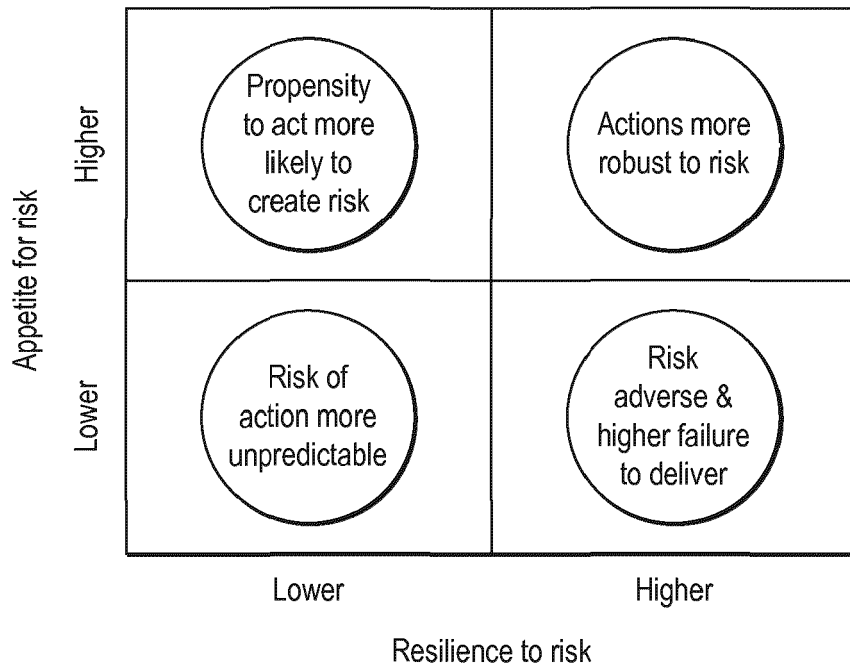 Appetite for risk
Higher
Propensity
to act more
likely to
create risk
Actions more
robust to risk
Lower
Risk of
action more
unpredictable
Risk
adverse &
higher failure
to deliver
Lower
Higher
Resilience to risk